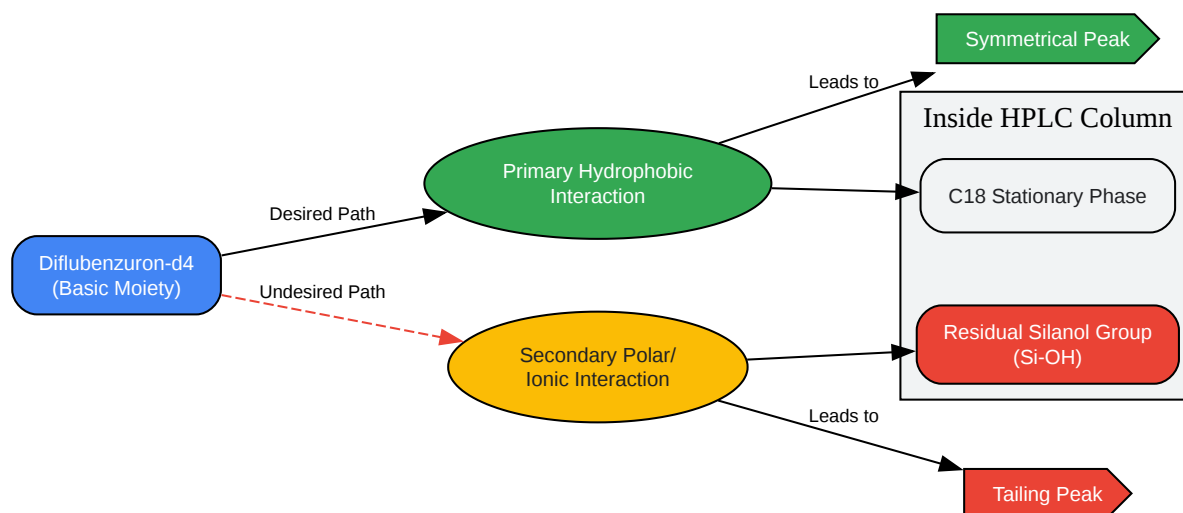 Symmetrical Peak
Leads to
Inside HPLC Column
Primary Hydrophobic
Interaction
C18 Stationary Phase
Desired Path
Diflubenzuron-d4
(Basic Moiety)
Undesired Path
Secondary Polar/
Ionic Interaction
Residual Silanol Group
(Si-OH)
Leads to
Tailing Peak